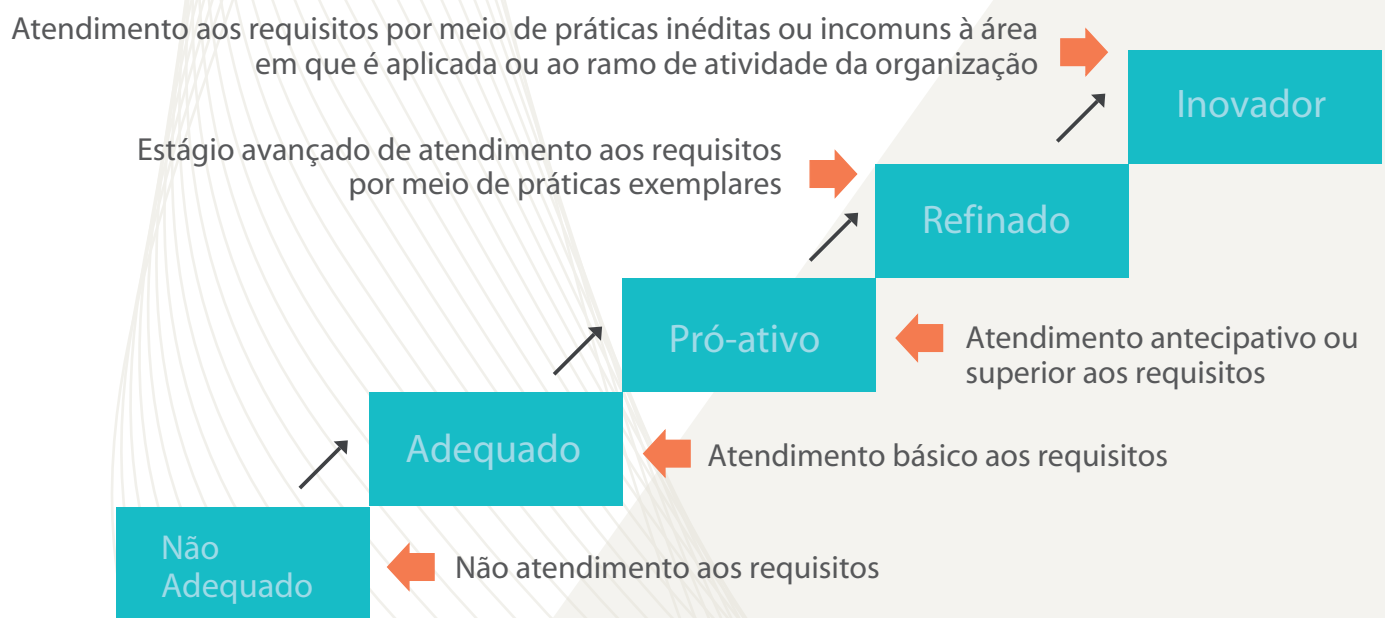 Atendimento aos requisitos por meio de práticas inéditas ou incomuns à área
em que é aplicada ou ao ramo de atividade da organização
Inovador
Estágio avançado de atendimento aos requisitos
por meio de práticas exemplares
Refinado
Pró-ativo
Atendimento antecipativo ou
superior aos requisitos
Adequado
Atendimento básico aos requisitos
Não
Adequado
Não atendimento aos requisitos